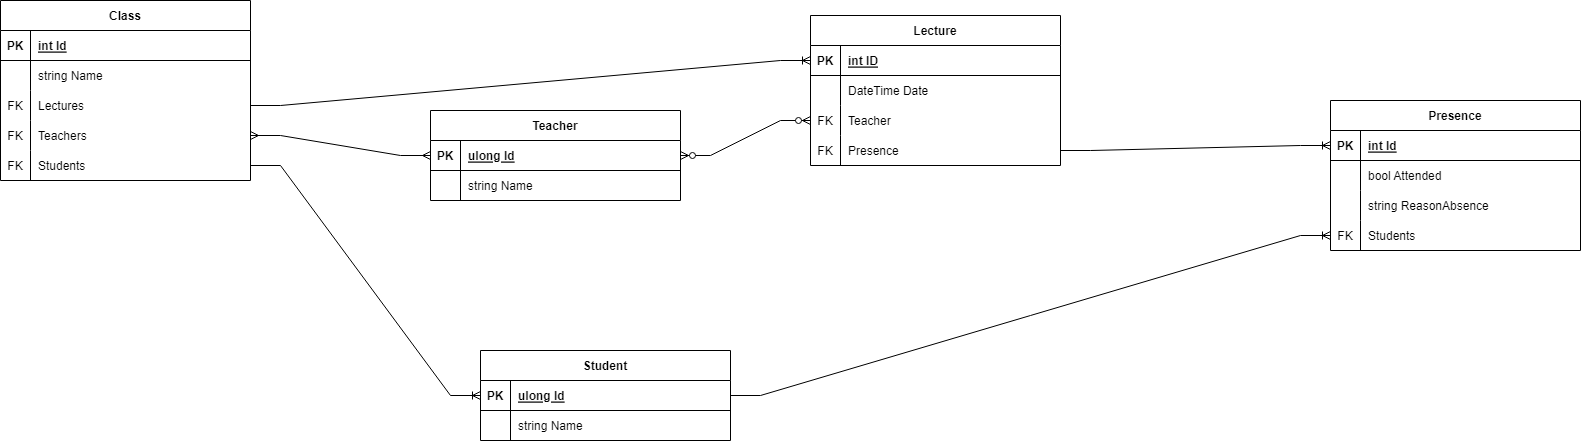 Class
PK int Id
string Name
FK Lectures
FK Teachers
FK Students
Teacher
PK ulong Id
string Name
Lecture
PK int ID
DateTime Date
FK Teacher
FK Presence
Presence
PK int Id
bool Attended
string ReasonAbsence
FK Students
Student
PK ulong Id
string Name